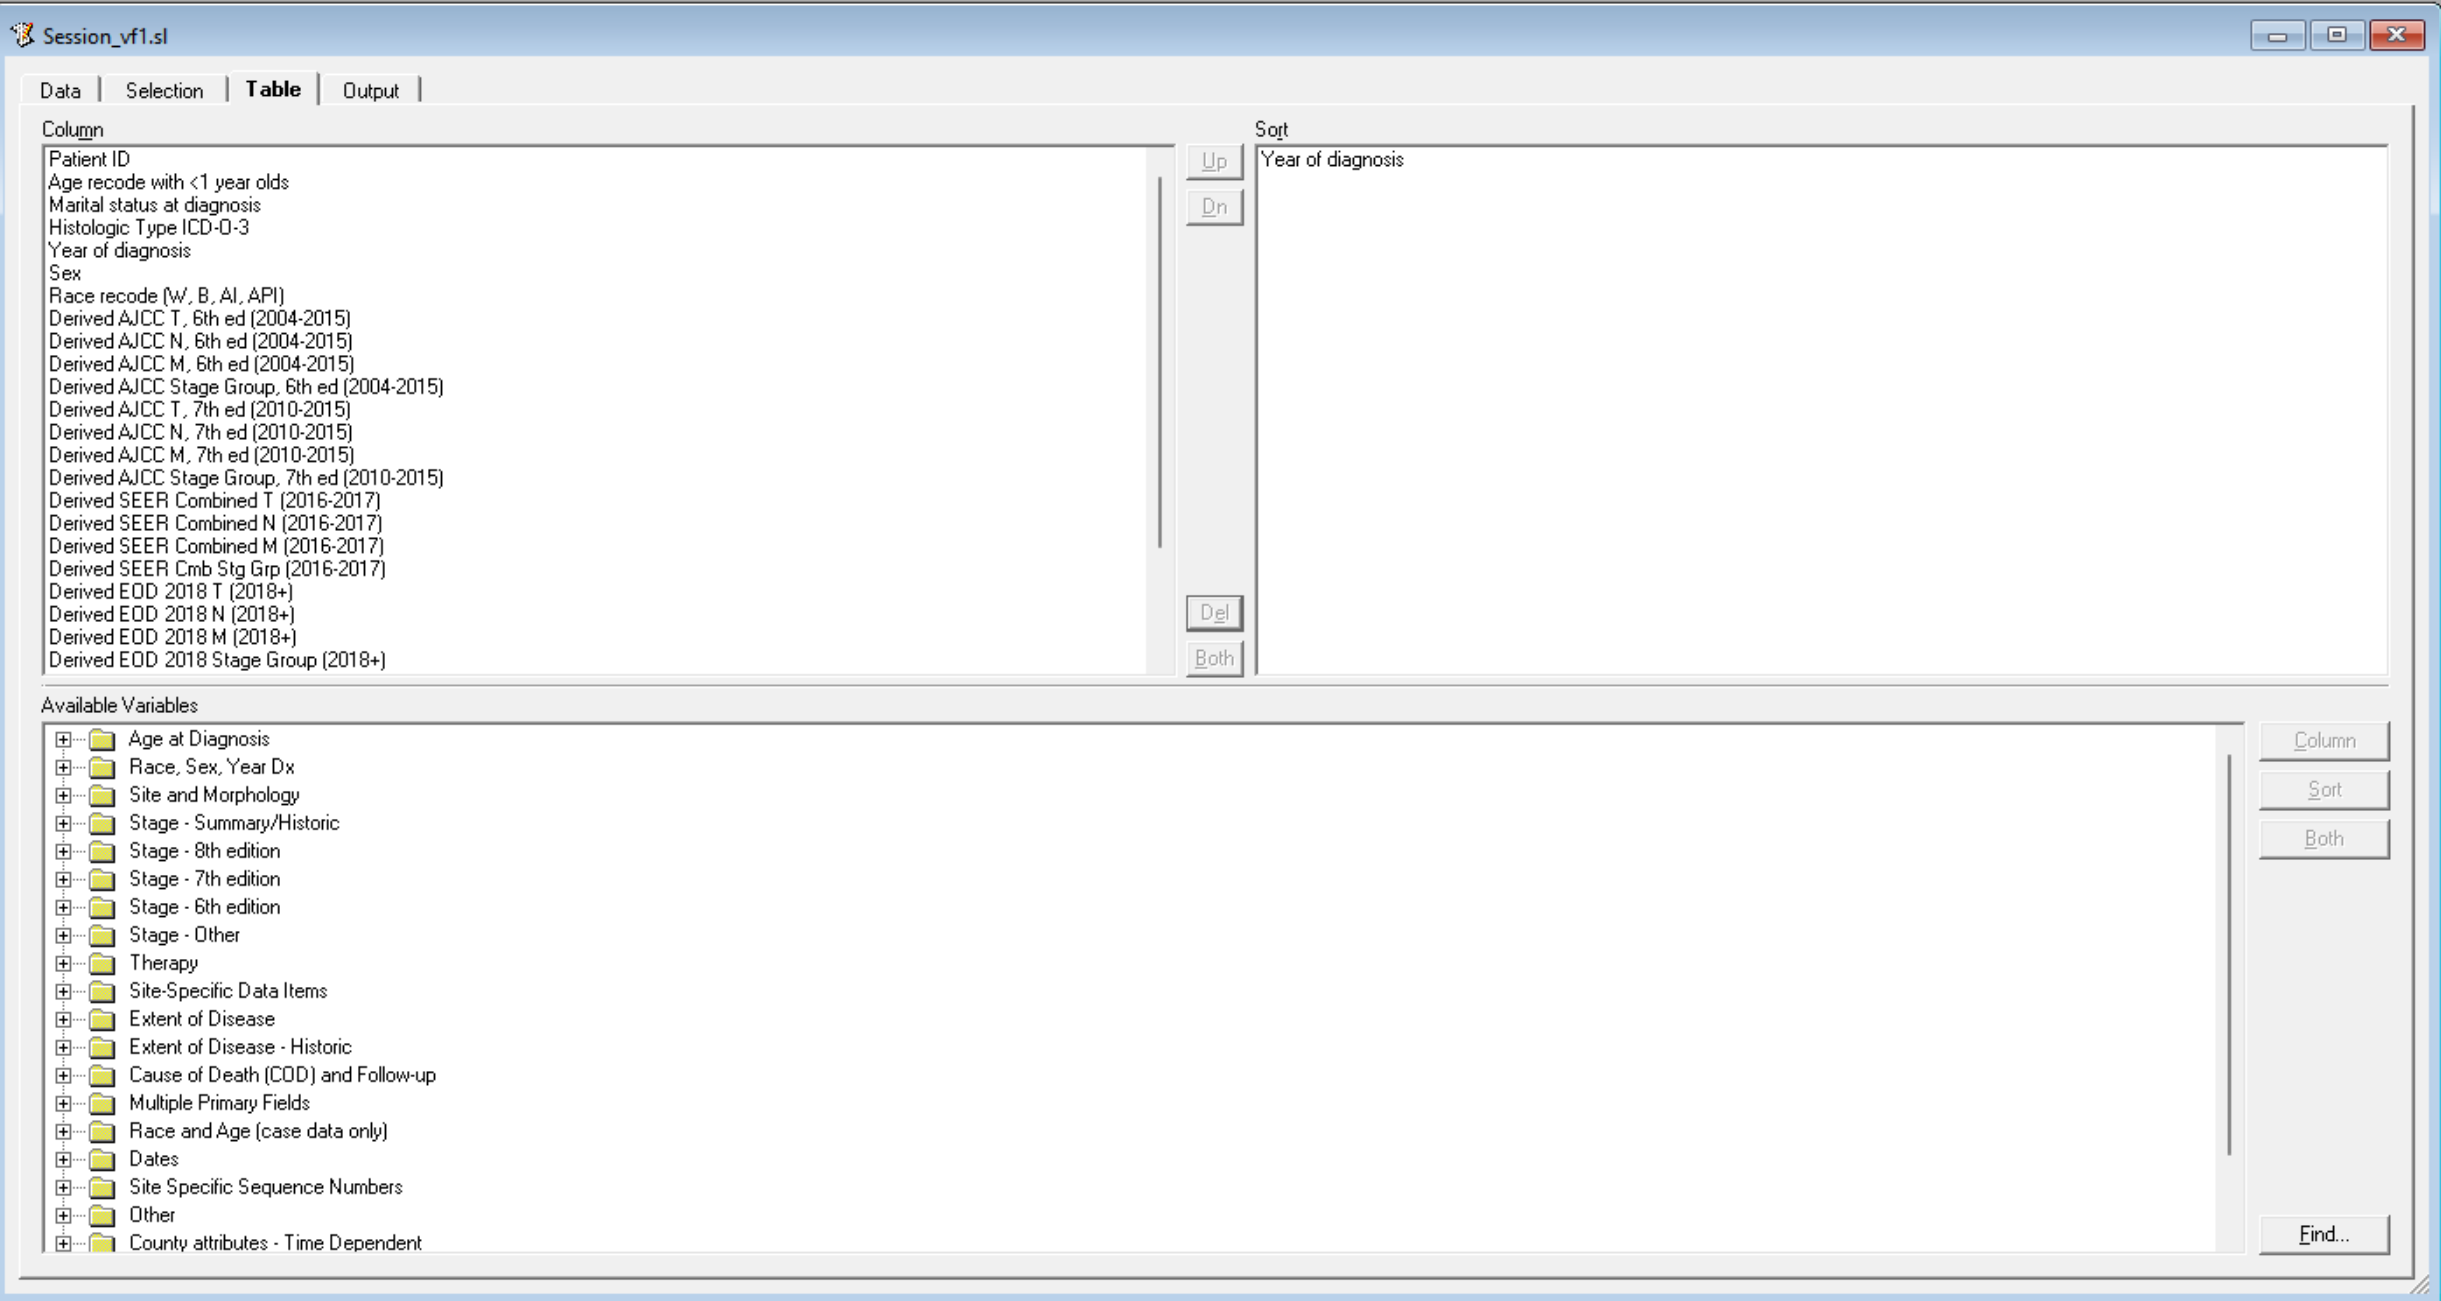 Session_vf1.sl
Data
Selection
Table
Output
Column
Patient ID
Age recode with <1 year olds
Marital status at diagnosis
Histologic Type ICD-O-3
Year of diagnosis
Sex
Race recode (W, B, AI, API)
Derived AJCC T, 6th ed (2004-2015)
Derived AJCC N, 6th ed (2004-2015)
Derived AJCC M, 6th ed (2004-2015)
Derived AJCC Stage Group, 6th ed (2004-2015)
Derived AJCC T, 7th ed (2010-2015)
Derived AJCC N, 7th ed (2010-2015)
Derived AJCC M, 7th ed (2010-2015)
Derived AJCC Stage Group, 7th ed (2010-2015)
Derived SEER Combined T (2016-2017)
Derived SEER Combined N (2016-2017)
Derived SEER Combined M (2016-2017)
Derived SEER Cmb Stg Grp (2016-2017)
Derived EOD 2018 T (2018+)
Derived EOD 2018 N (2018+)
Derived EOD 2018 M (2018+)
Derived EOD 2018 Stage Group (2018+)
Up
Dn
Del
Both
Sort
Year of diagnosis
Available Variables
Age at Diagnosis
Race, Sex, Year Dx
Site and Morphology
Stage - Summary/Historic
Stage - 8th edition
Stage - 7th edition
Stage - 6th edition
Stage - Other
Therapy
Site-Specific Data Items
Extent of Disease
Extent of Disease - Historic
Cause of Death (COD) and Follow-up
Multiple Primary Fields
Race and Age (case data only)
Dates
Site Specific Sequence Numbers
Other
County attributes - Time Dependent
Column
Sort
Both
Find...